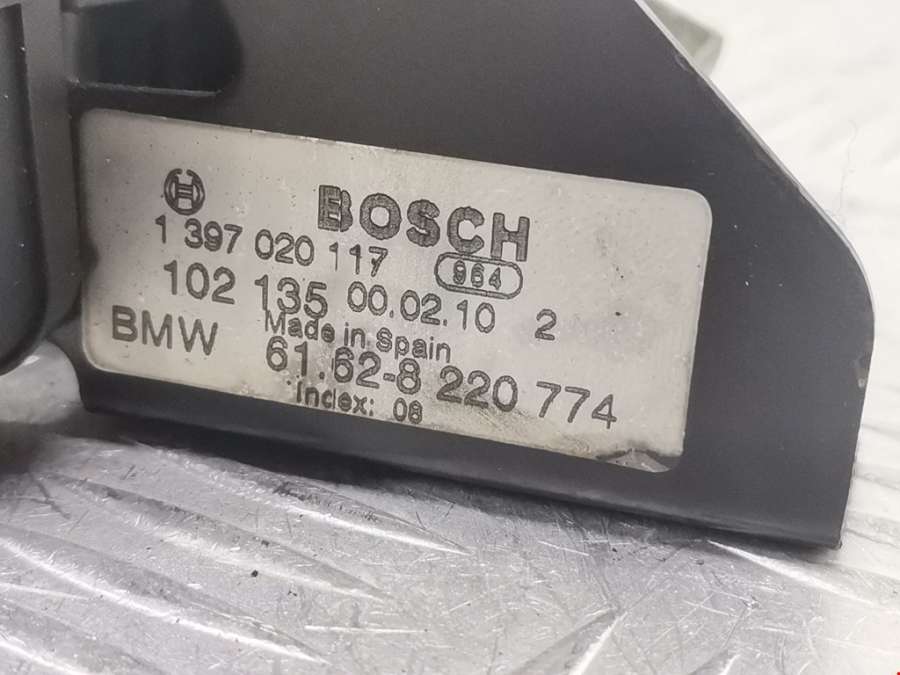 BOSCH
1 397 020 117 964
102 135 00.02.10 2
Made in Spain
BMW 61.62-8 220 774
Index: 08